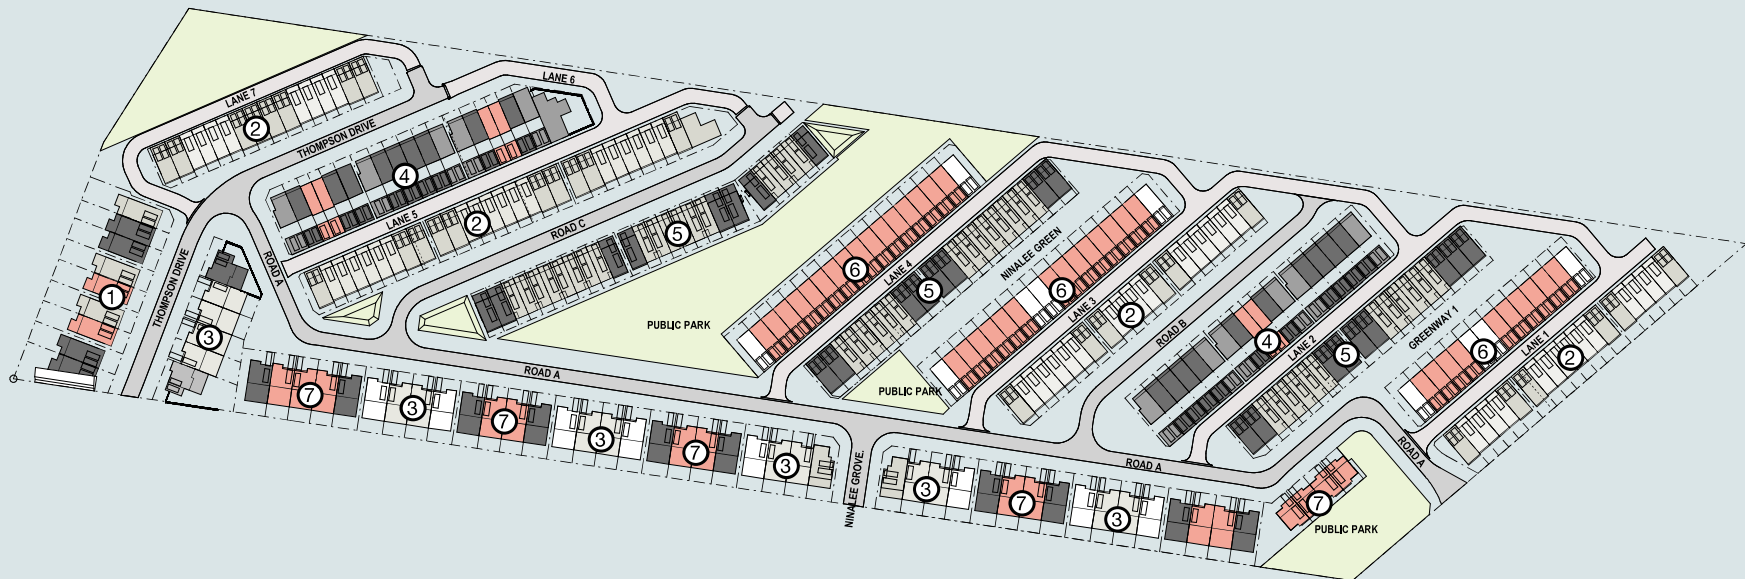 LANE 6
LANE 7
2
THOMPSON DRIVE
4
LANE 5
2
ROAD C
5
ROAD A
THOMPSON DRIVE
1
3
PUBLIC PARK
6
LANE 4
5
NINALEE GREEN
6
LANE 3
2
ROAD B
4
LANE 2
5
GREENWAY 1
6
LANE 1
2
PUBLIC PARK
ROAD A
7
3
7
3
7
3
NINALEE GROVE.
3
7
3
ROAD A
7
ROAD A
PUBLIC PARK